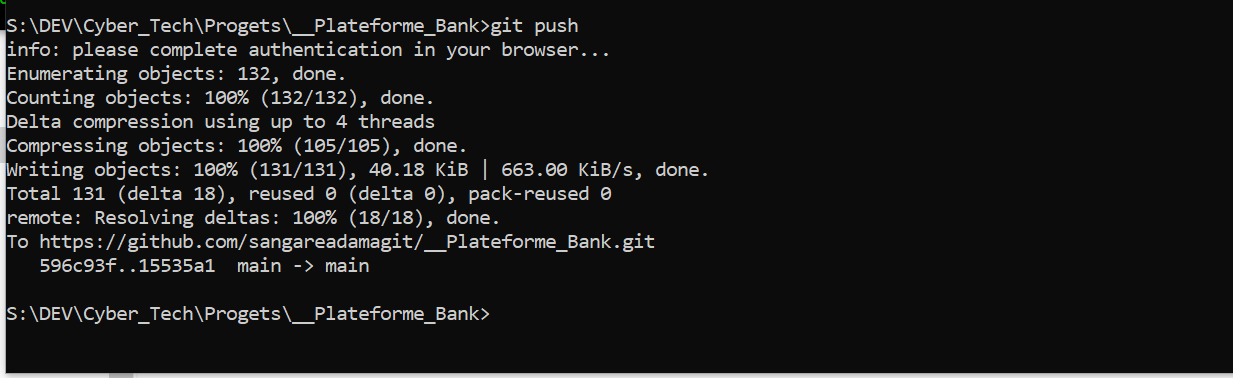 S:\DEV\Cyber_Tech\Progets\__Plateforme_Bank>git push
info: please complete authentication in your browser...
Enumerating objects: 132, done.
Counting objects: 100% (132/132), done.
Delta compression using up to 4 threads
Compressing objects: 100% (105/105), done.
Writing objects: 100% (131/131), 40.18 KiB | 663.00 KiB/s, done.
Total 131 (delta 18), reused 0 (delta 0), pack-reused 0
remote: Resolving deltas: 100% (18/18), done.
To https://github.com/sangareadamagit/__Plateforme_Bank.git
   596c93f..15535a1  main -> main
S:\DEV\Cyber_Tech\Progets\__Plateforme_Bank>